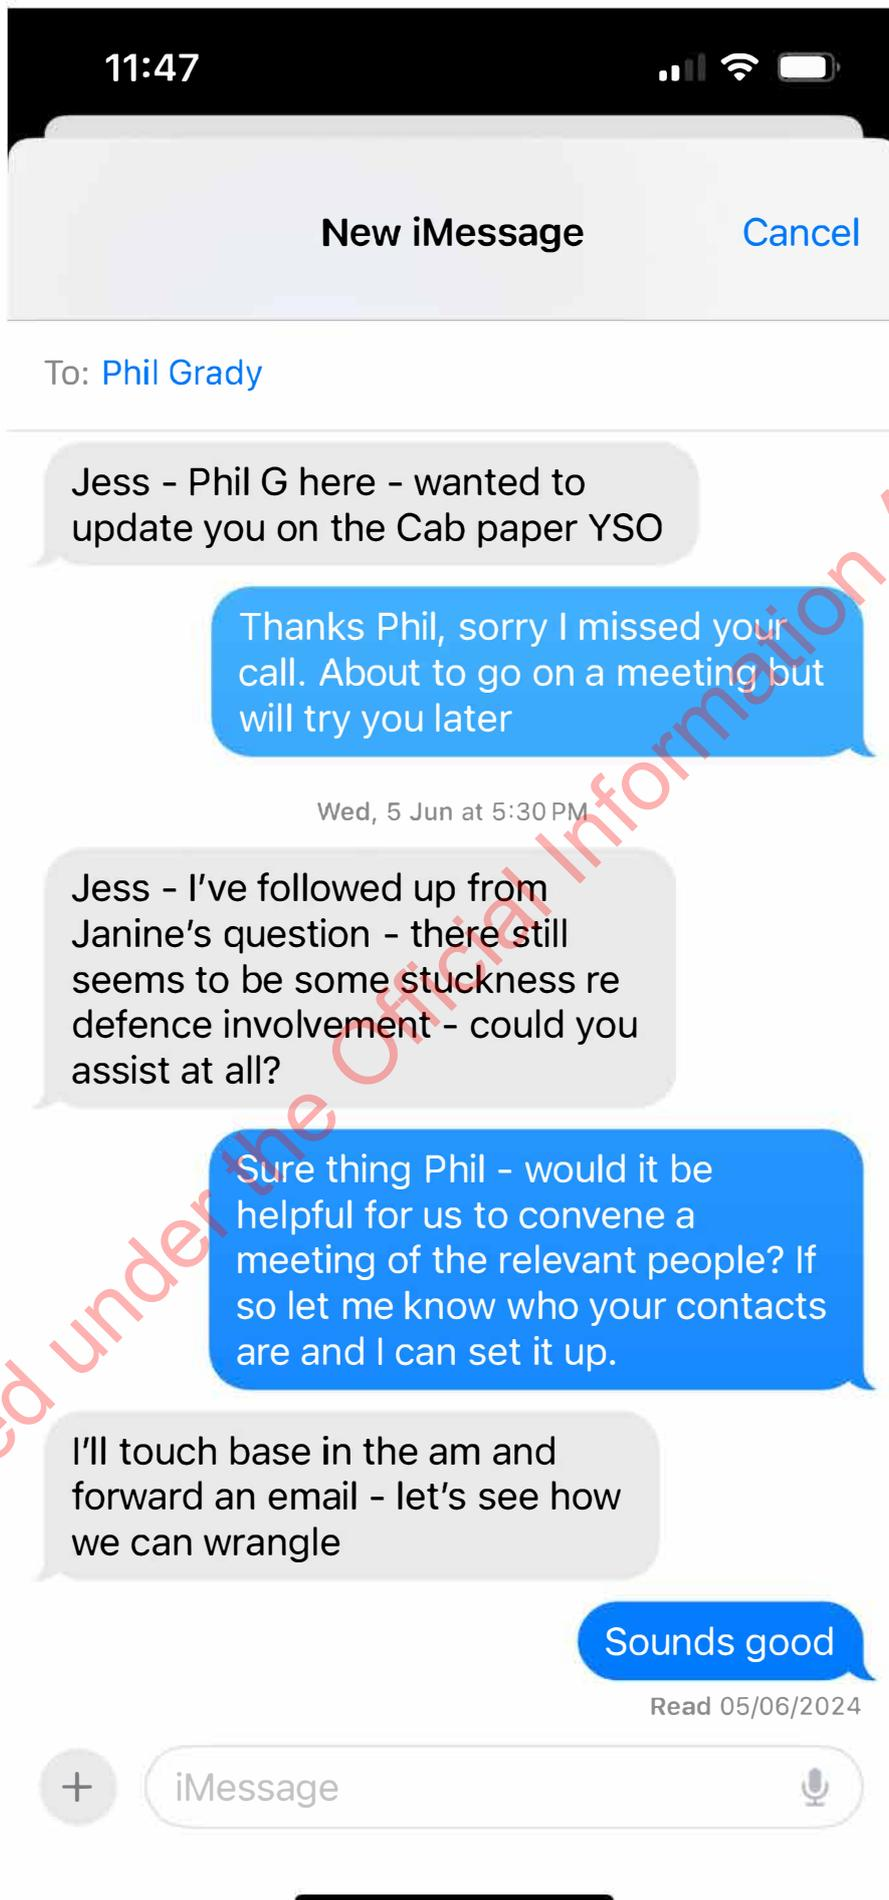 11:47
New iMessage
Cancel
To: Phil Grady
Jess - Phil G here - wanted to
update you on the Cab paper YSO
Thanks Phil, sorry I missed your
call. About to go on a meeting but
will try you later
Wed, 5 Jun at 5:30 PM
Jess - I’ve followed up from
Janine’s question - there still
seems to be some stuckness re
defence involvement - could you
assist at all?
Sure thing Phil - would it be
helpful for us to convene a
meeting of the relevant people? If
so let me know who your contacts
are and I can set it up.
I’ll touch base in the am and
forward an email - let’s see how
we can wrangle
Sounds good
Read 05/06/2024
iMessage
under the Official Information